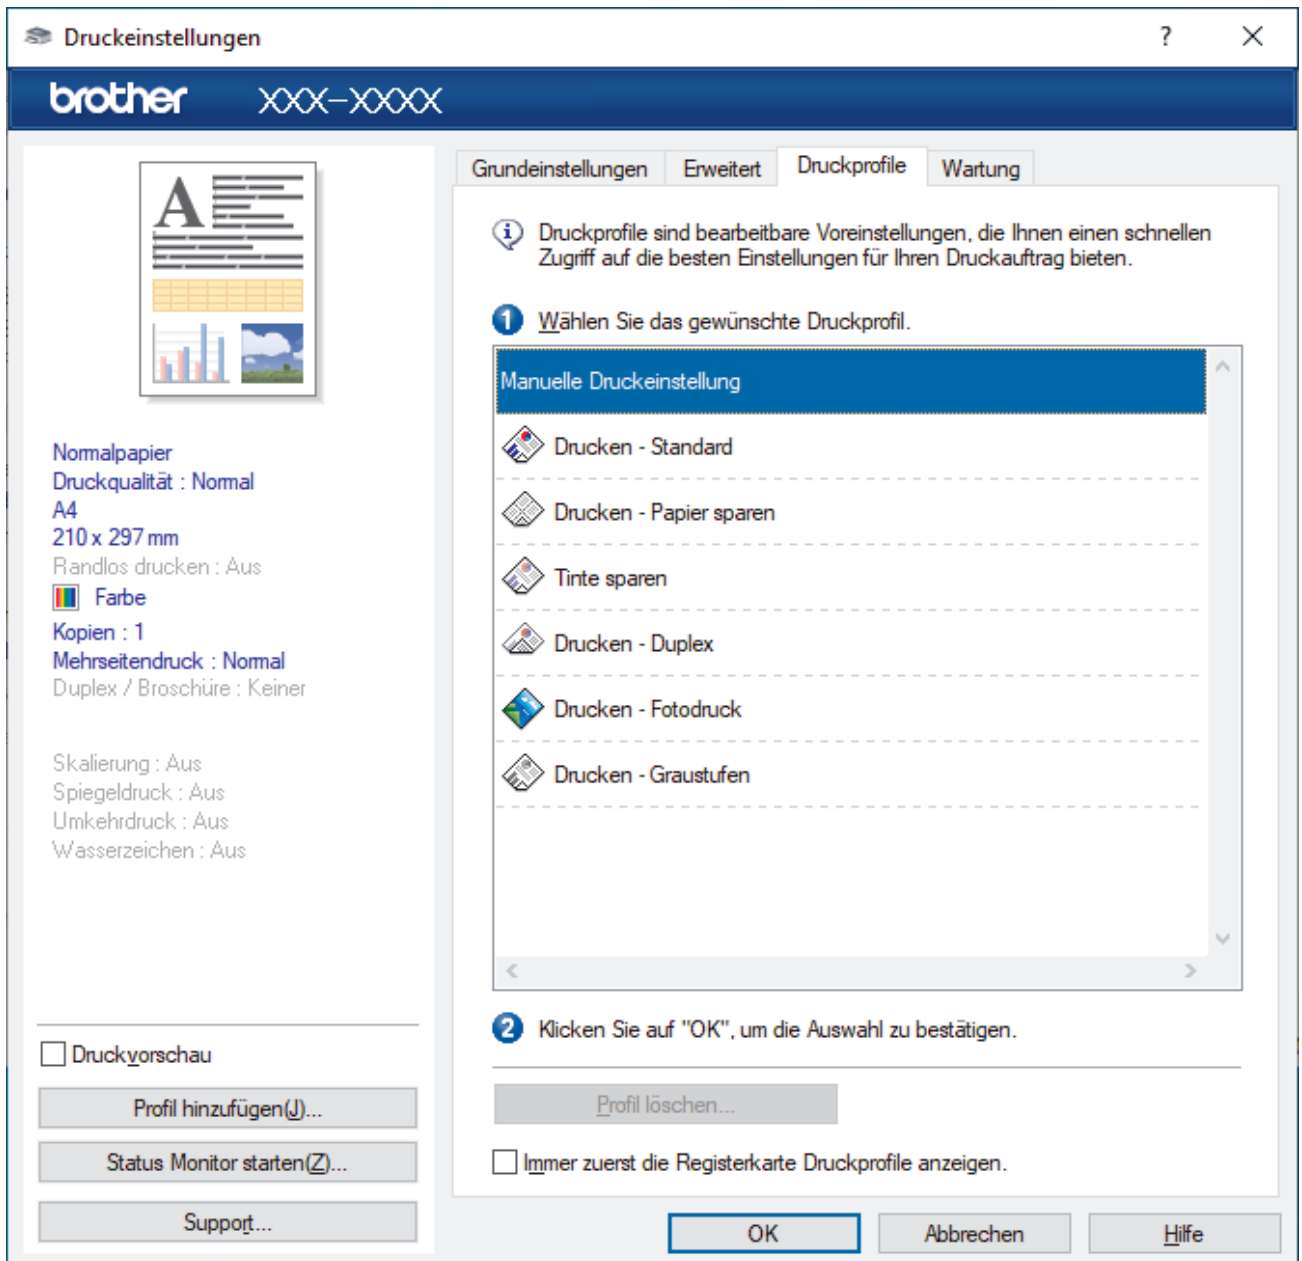 Druckeinstellungen
?
brother XXX-XXXX
A
Normalpapier
Druckqualität : Normal
A4
210 x 297 mm
Randlos drucken : Aus
Farbe
Kopien : 1
Mehrseitendruck : Normal
Duplex / Broschüre : Keiner
Skalierung : Aus
Spiegeldruck : Aus
Umkehrdruck : Aus
Wasserzeichen : Aus
Druckvorschau
Profil hinzufügen(J)...
Status Monitor starten(Z)...
Support...
Grundeinstellungen Erweitert Druckprofile Wartung
Druckprofile sind bearbeitbare Voreinstellungen, die Ihnen einen schnellen
Zugriff auf die besten Einstellungen für Ihren Druckauftrag bieten.
1 Wählen Sie das gewünschte Druckprofil.
Manuelle Druckeinstellung
Drucken - Standard
Drucken - Papier sparen
Tinte sparen
Drucken - Duplex
Drucken - Fotodruck
Drucken - Graustufen
2 Klicken Sie auf "OK", um die Auswahl zu bestätigen.
Profil löschen...
Immer zuerst die Registerkarte Druckprofile anzeigen.
OK Abbrechen Hilfe